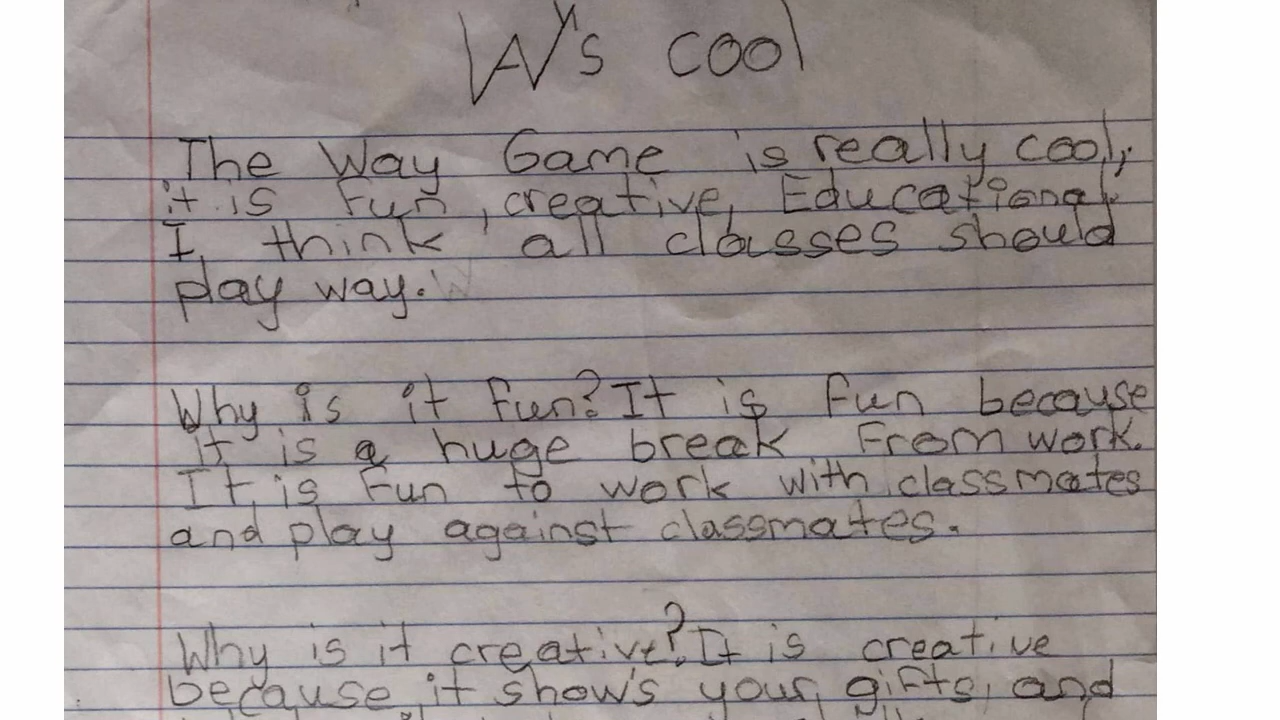 W's cool
The Way Game is really cool,
it is fun, creative, Educational.
I think all classes should
play way.
Why is it fun? It is fun because
it is a huge break From work.
It is Fun to work with classmates
and play against classmates.
Why is it creative? It is creative
because it show's your gifts, and